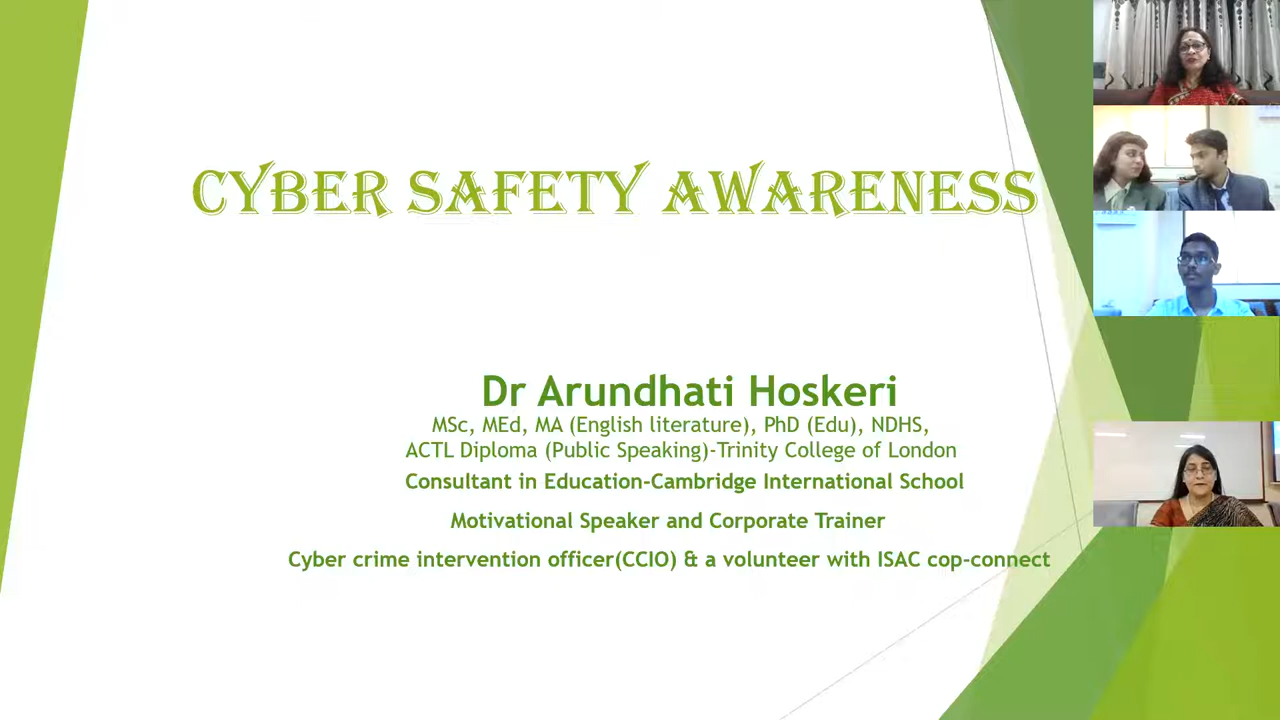 CYBER SAFETY AWARENESS
Dr Arundhati Hoskeri
MSc, MEd, MA (English literature), PhD (Edu), NDHS,
ACTL Diploma (Public Speaking)-Trinity College of London
Consultant in Education-Cambridge International School
Motivational Speaker and Corporate Trainer
Cyber crime intervention officer(CCIO) & a volunteer with ISAC cop-connect